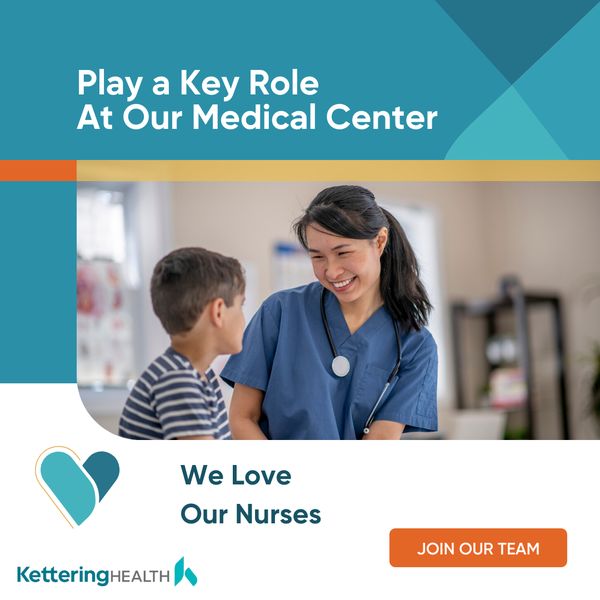 Play a Key Role
At Our Medical Center
We Love
Our Nurses
JOIN OUR TEAM
KetteringHEALTH